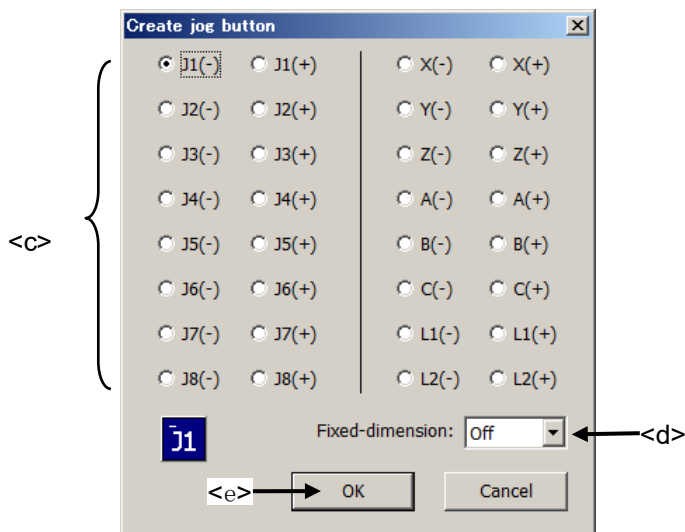 Create jog button
J1(-) J1(+) X(-) X(+)
J2(-) J2(+) Y(-) Y(+)
J3(-) J3(+) Z(-) Z(+)
J4(-) J4(+) A(-) A(+)
<c> J5(-) J5(+) B(-) B(+)
J6(-) J6(+) C(-) C(+)
J7(-) J7(+) L1(-) L1(+)
J8(-) J8(+) L2(-) L2(+)
-J1 Fixed-dimension: Off <d>
<e> OK Cancel